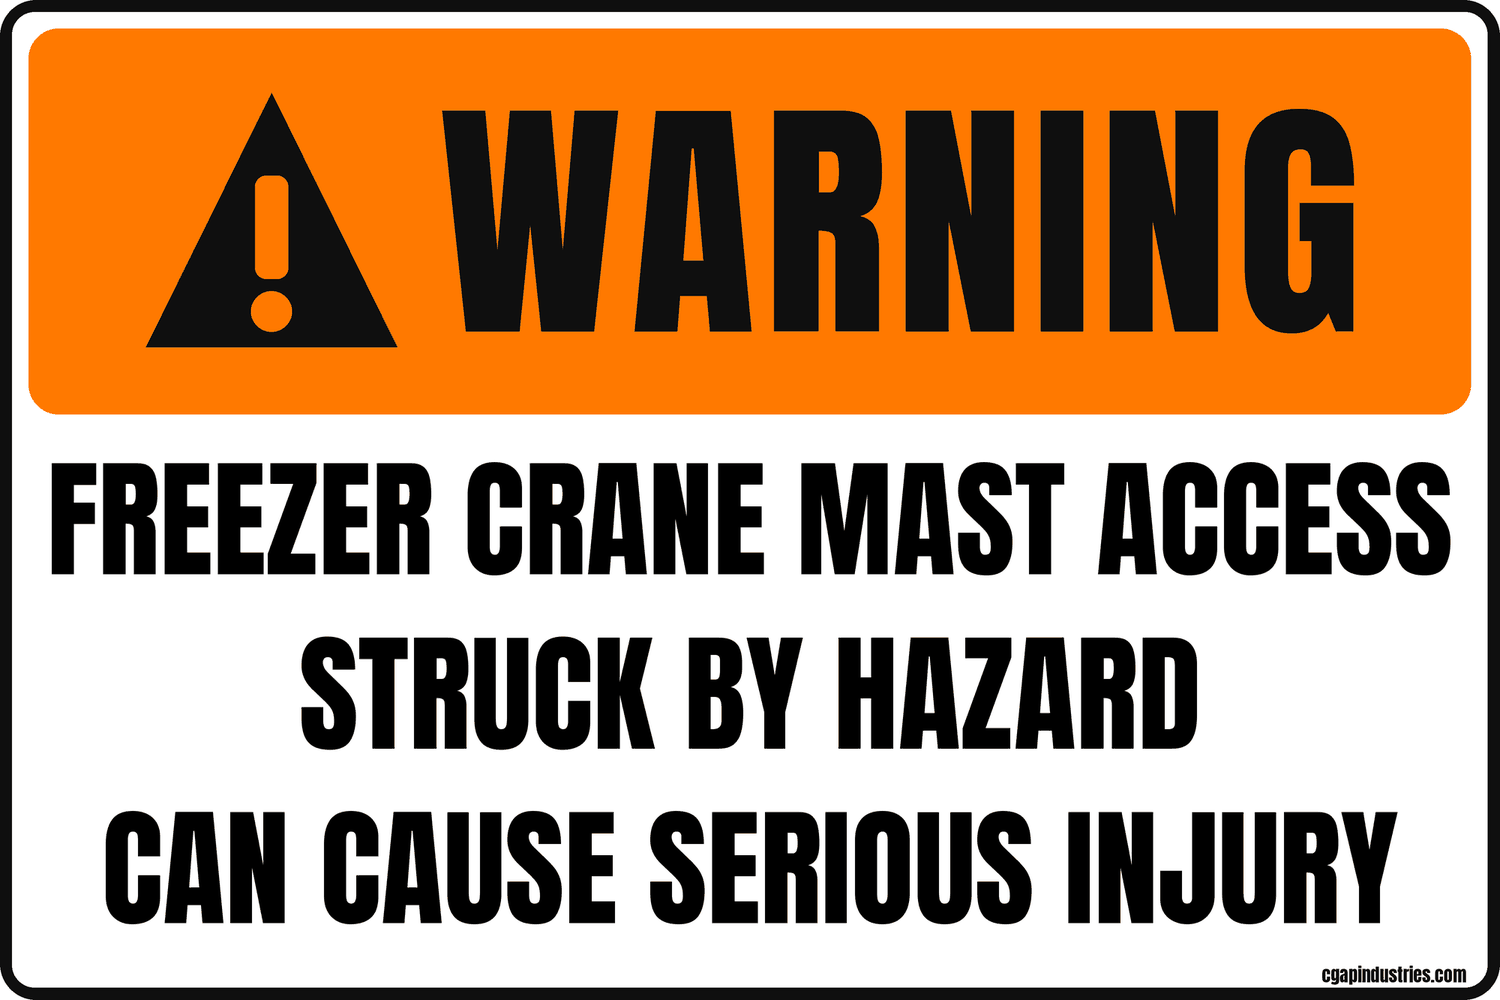 WARNING
FREEZER CRANE MAST ACCESS
STRUCK BY HAZARD
CAN CAUSE SERIOUS INJURY
cgapindustries.com